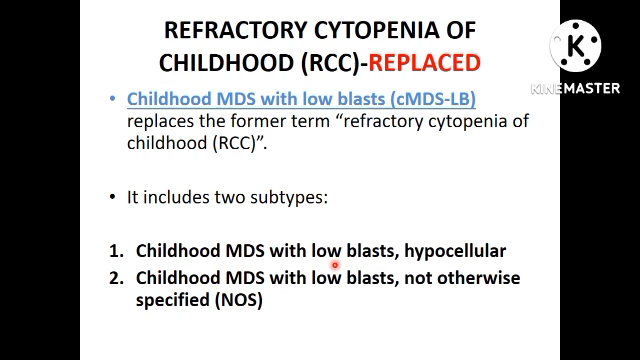 REFRACTORY CYTOPENIA OF
CHILDHOOD (RCC)-REPLACED
K
KINEMASTER
• Childhood MDS with low blasts (cMDS-LB)
replaces the former term “refractory cytopenia of
childhood (RCC)”.
• It includes two subtypes:
1. Childhood MDS with low blasts, hypocellular
2. Childhood MDS with low blasts, not otherwise
specified (NOS)